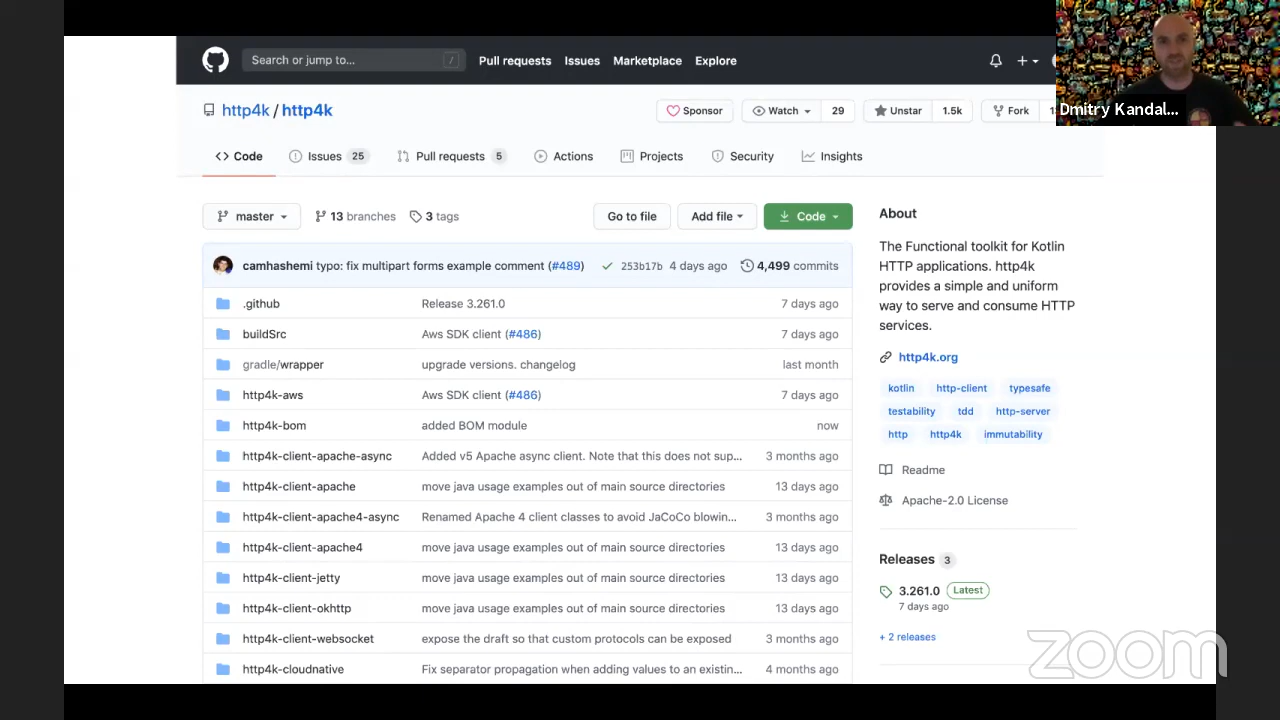 Search or jump to... / Pull requests Issues Marketplace Explore
Dmitry Kandal...
http4k / http4k Sponsor Watch 29 Unstar 1.5k Fork
Code Issues 25 Pull requests 5 Actions Projects Security Insights
master 13 branches 3 tags Go to file Add file Code
camhashemi typo: fix multipart forms example comment (#489) 253b17b 4 days ago 4,499 commits
.github Release 3.261.0 7 days ago
buildSrc Aws SDK client (#486) 7 days ago
gradle/wrapper upgrade versions. changelog last month
http4k-aws Aws SDK client (#486) 7 days ago
http4k-bom added BOM module now
http4k-client-apache-async Added v5 Apache async client. Note that this does not sup... 3 months ago
http4k-client-apache move java usage examples out of main source directories 13 days ago
http4k-client-apache4-async Renamed Apache 4 client classes to avoid JaCoCo blowin... 3 months ago
http4k-client-apache4 move java usage examples out of main source directories 13 days ago
http4k-client-jetty move java usage examples out of main source directories 13 days ago
http4k-client-okhttp move java usage examples out of main source directories 13 days ago
http4k-client-websocket expose the draft so that custom protocols can be exposed 3 months ago
http4k-cloudnative Fix separator propagation when adding values to an existin... 4 months ago
About
The Functional toolkit for Kotlin
HTTP applications. http4k
provides a simple and uniform
way to serve and consume HTTP
services.
http4k.org
kotlin http-client typesafe
testability tdd http-server
http http4k immutability
Readme
Apache-2.0 License
Releases 3
3.261.0 Latest
7 days ago
+ 2 releases
zoom